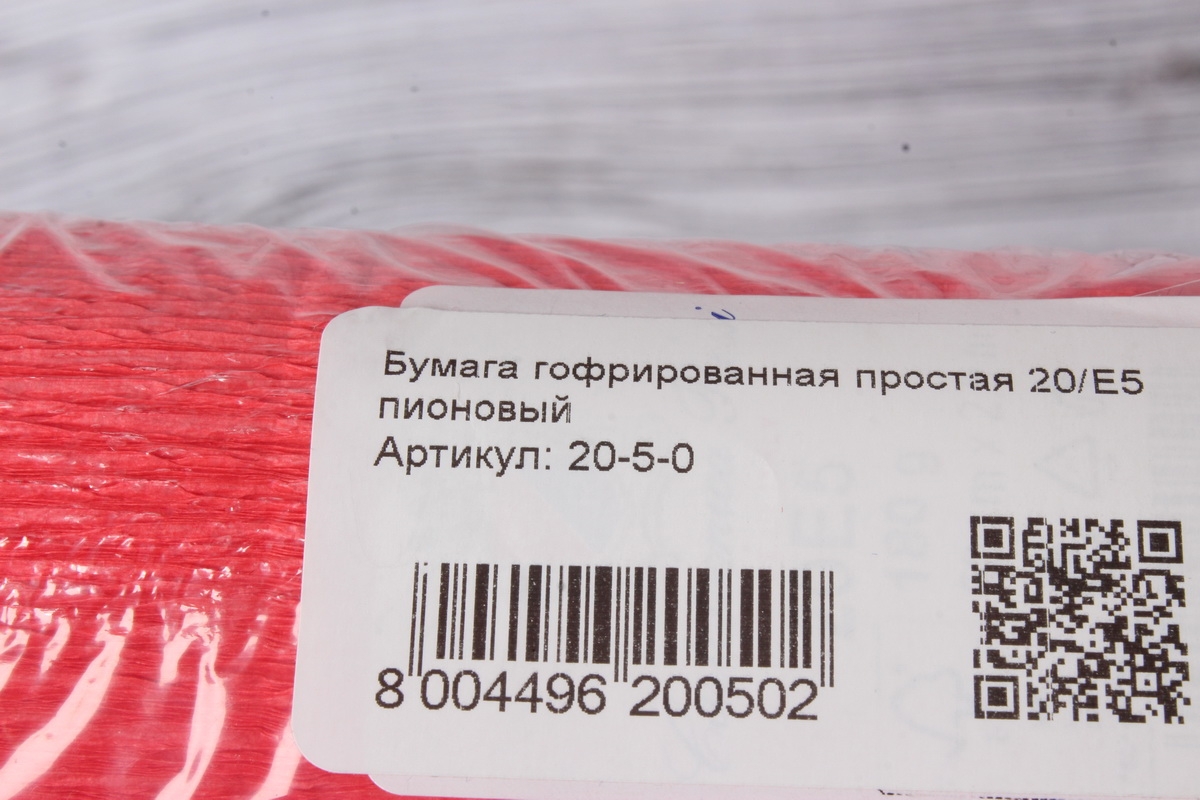 Бумага гофрированная простая 20/E5
пионовый
Артикул: 20-5-0
8 004496 200502